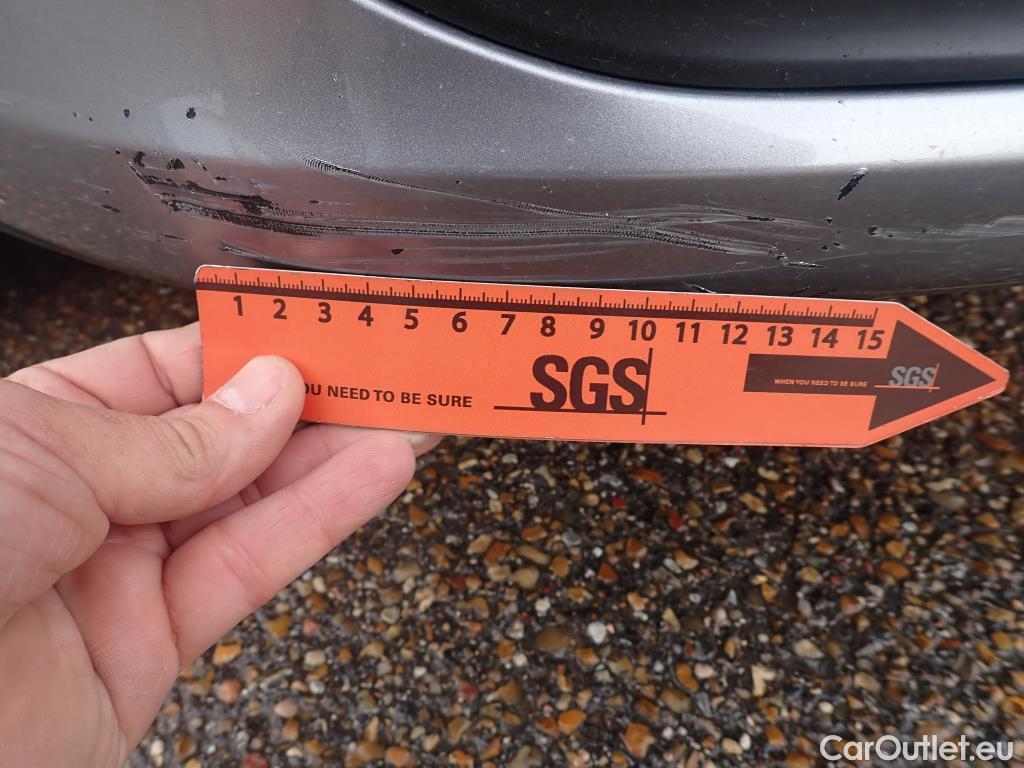 1 2 3 4 5 6 7 8 9 10 11 12 13 14 15
OU NEED TO BE SURE
SGS
WHEN YOU NEED TO BE SURE SGS
CarOutlet.eu